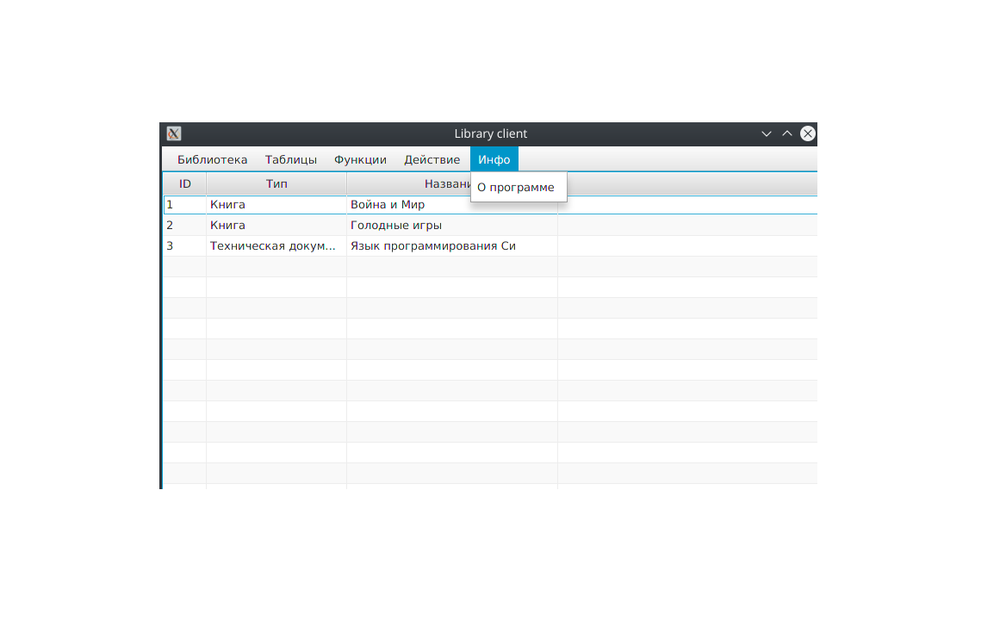 Library client
Библиотека Таблицы Функции Действие Инфо
О программе
ID Тип
1 Книга Война и Мир
2 Книга Голодные игры
3 Техническая докум... Язык программирования Си